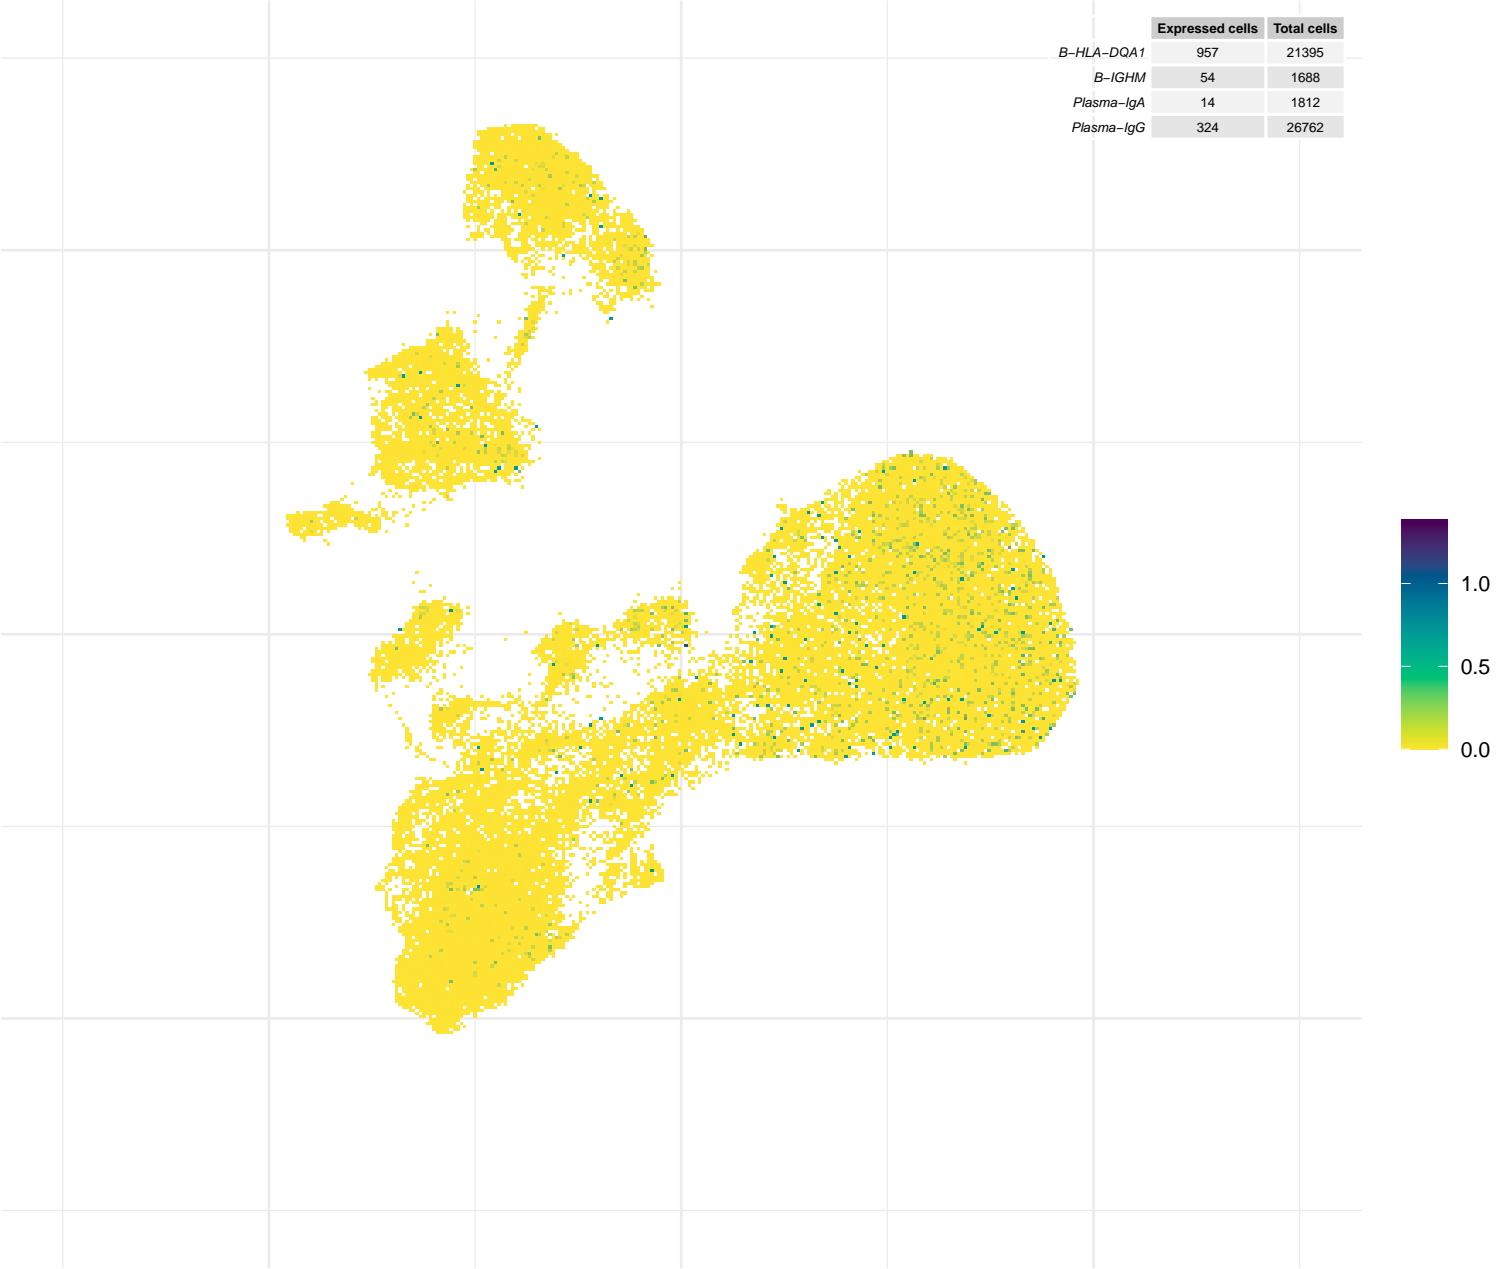 Expressed cells Total cells
B−HLA−DQA1 957 21395
B−IGHM 54 1688
Plasma−IgA 14 1812
Plasma−IgG 324 26762
1.0
0.5
0.0